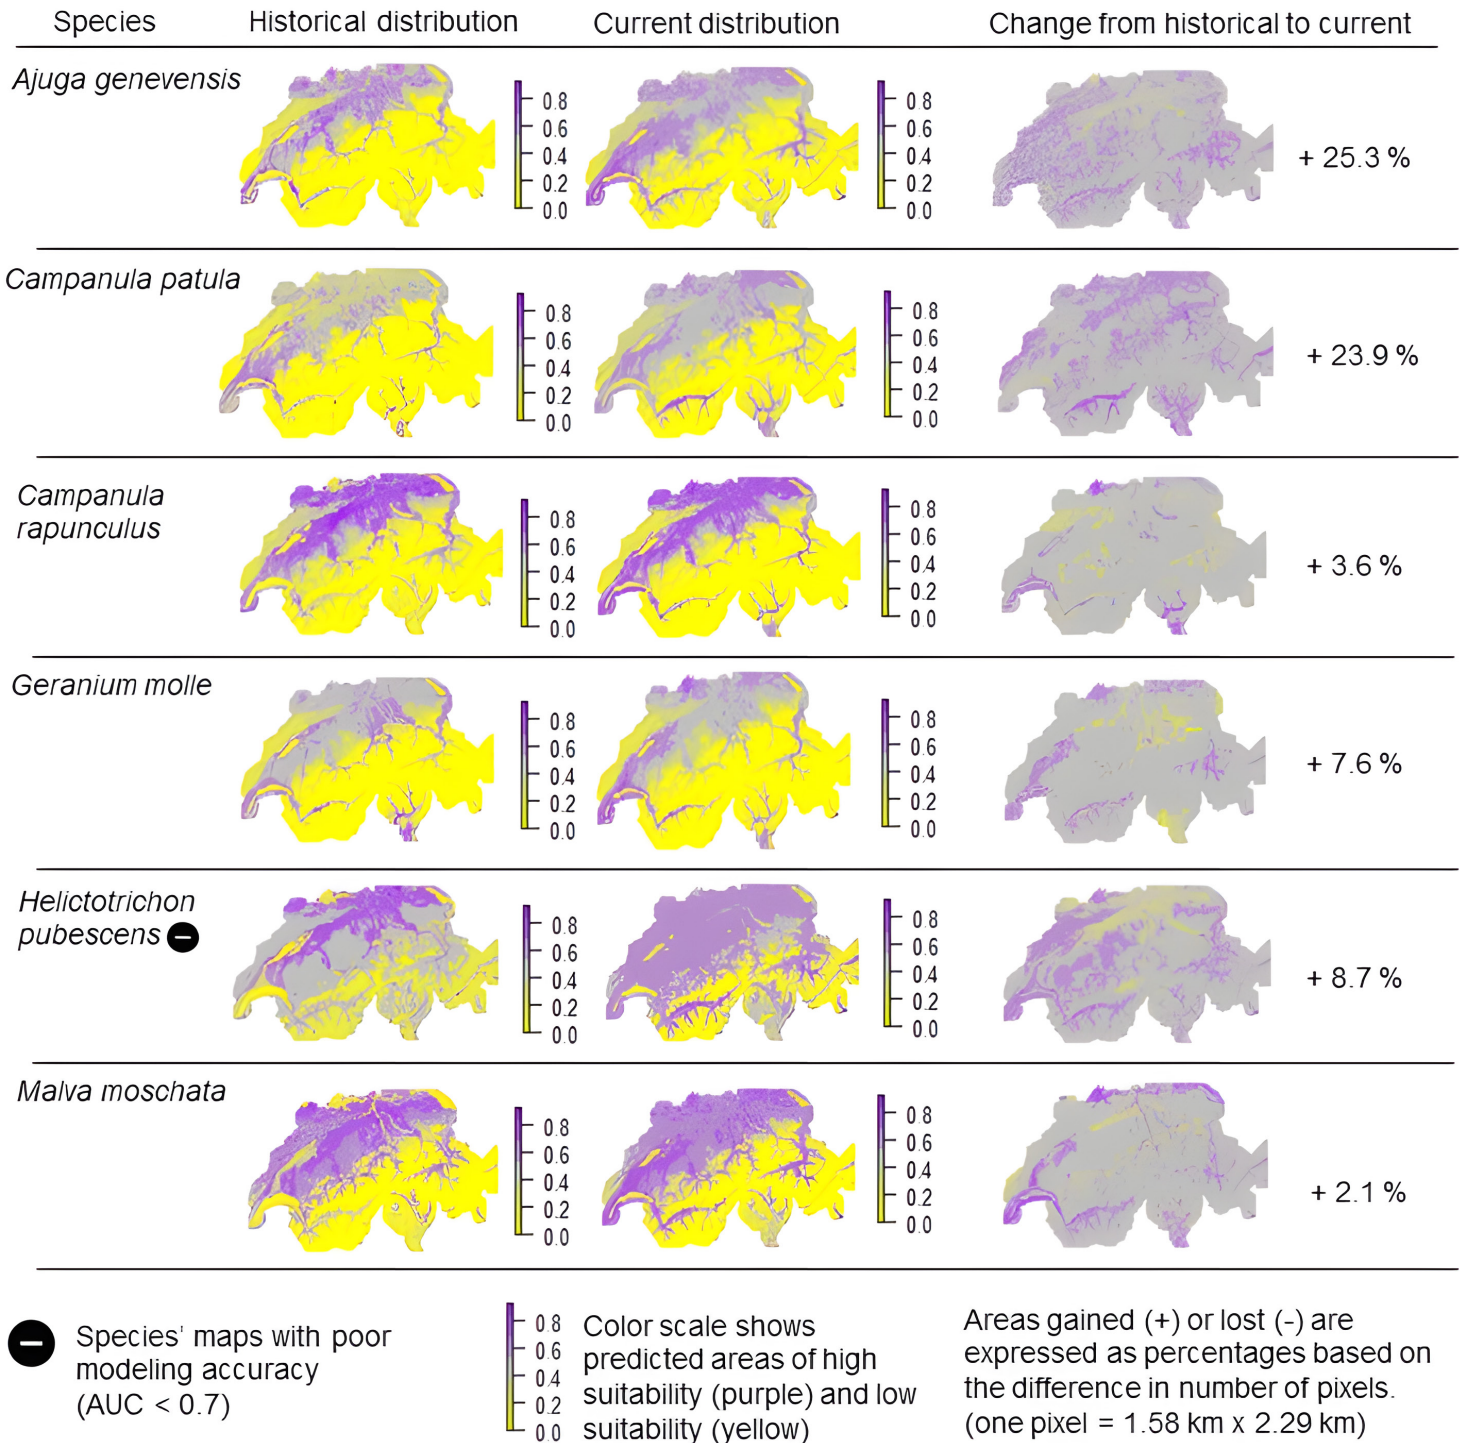 Species Historical distribution Current distribution Change from historical to current
Ajuga genevensis
0.8 0.8
0.6 0.6
0.4 0.4
0.2 0.2
0.0 0.0
+ 25.3 %
Campanula patula
0.8 0.8
0.6 0.6
0.4 0.4
0.2 0.2
0.0 0.0
+ 23.9 %
Campanula
rapunculus
0.8 0.8
0.6 0.6
0.4 0.4
0.2 0.2
0.0 0.0
+ 3.6 %
Geranium molle
0.8 0.8
0.6 0.6
0.4 0.4
0.2 0.2
0.0 0.0
+ 7.6 %
Helictotrichon
pubescens −
0.8 0.8
0.6 0.6
0.4 0.4
0.2 0.2
0.0 0.0
+ 8.7 %
Malva moschata
0.8 0.8
0.6 0.6
0.4 0.4
0.2 0.2
0.0 0.0
+ 2.1 %
−
Species' maps with poor
modeling accuracy
(AUC < 0.7)
0.8
0.6
0.4
0.2
0.0
Color scale shows
predicted areas of high
suitability (purple) and low
suitability (yellow)
Areas gained (+) or lost (-) are
expressed as percentages based on
the difference in number of pixels.
(one pixel = 1.58 km x 2.29 km)